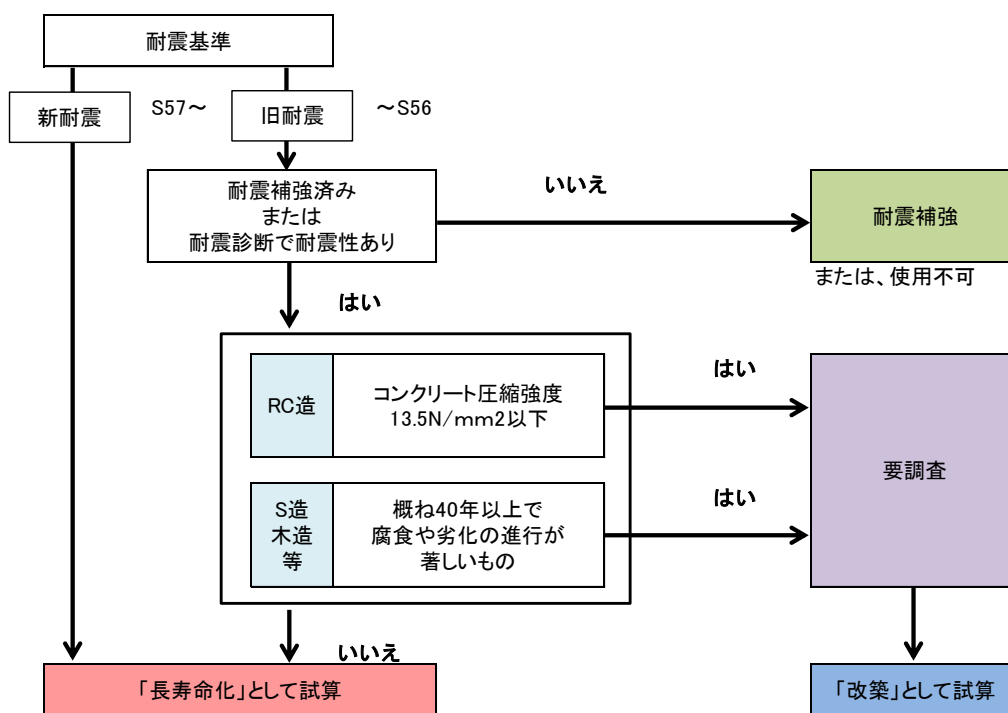 耐震基準
新耐震
S57～
旧耐震
～S56
耐震補強済み
または
耐震診断で耐震性あり
いいえ
耐震補強
または、使用不可
はい
RC造
コンクリート圧縮強度
13.5N/mm2以下
はい
要調査
S造
木造
等
概ね40年以上で
腐食や劣化の進行が
著しいもの
はい
いいえ
「長寿命化」として試算
「改築」として試算